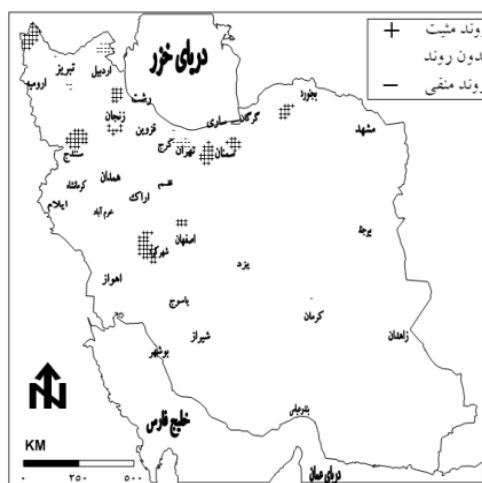 روند مثبت +
بدون روند
روند منفی −
دریای خزر
تبریز
اردبیل
ارومیه
رشت
زنجان
قزوین
ساری
گرگان
بجنورد
مشهد
کرج
تهران
سمنان
سنندج
همدان
کرمانشاه
قم
اراک
ایلام
خرم آباد
اصفهان
شهرکرد
بیرجند
یزد
اهواز
یاسوج
کرمان
شیراز
زاهدان
بوشهر
بندرعباس
خلیج فارس
دریای عمان
N
KM
۰ ۲۵۰ ۵۰۰